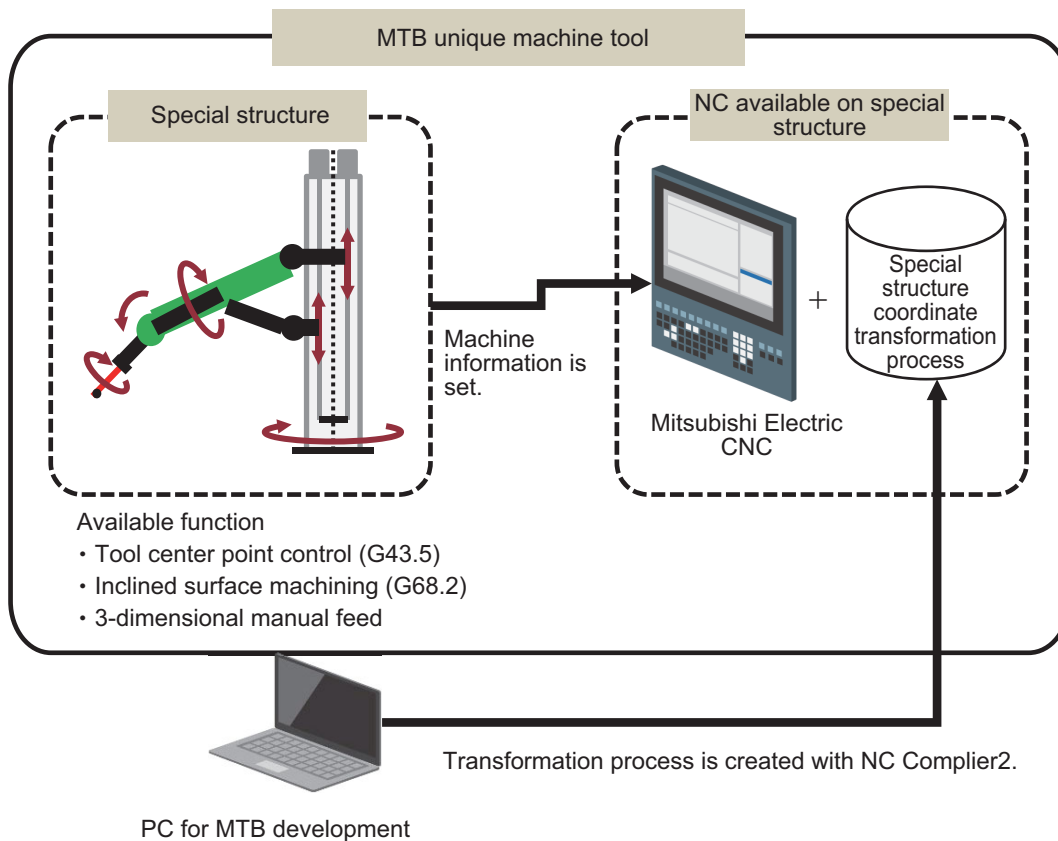 MTB unique machine tool
Special structure
NC available on special
structure
Machine
information is
set.
+
Special
structure
coordinate
transformation
process
Mitsubishi Electric
CNC
Available function
・Tool center point control (G43.5)
・Inclined surface machining (G68.2)
・3-dimensional manual feed
Transformation process is created with NC Complier2.
PC for MTB development